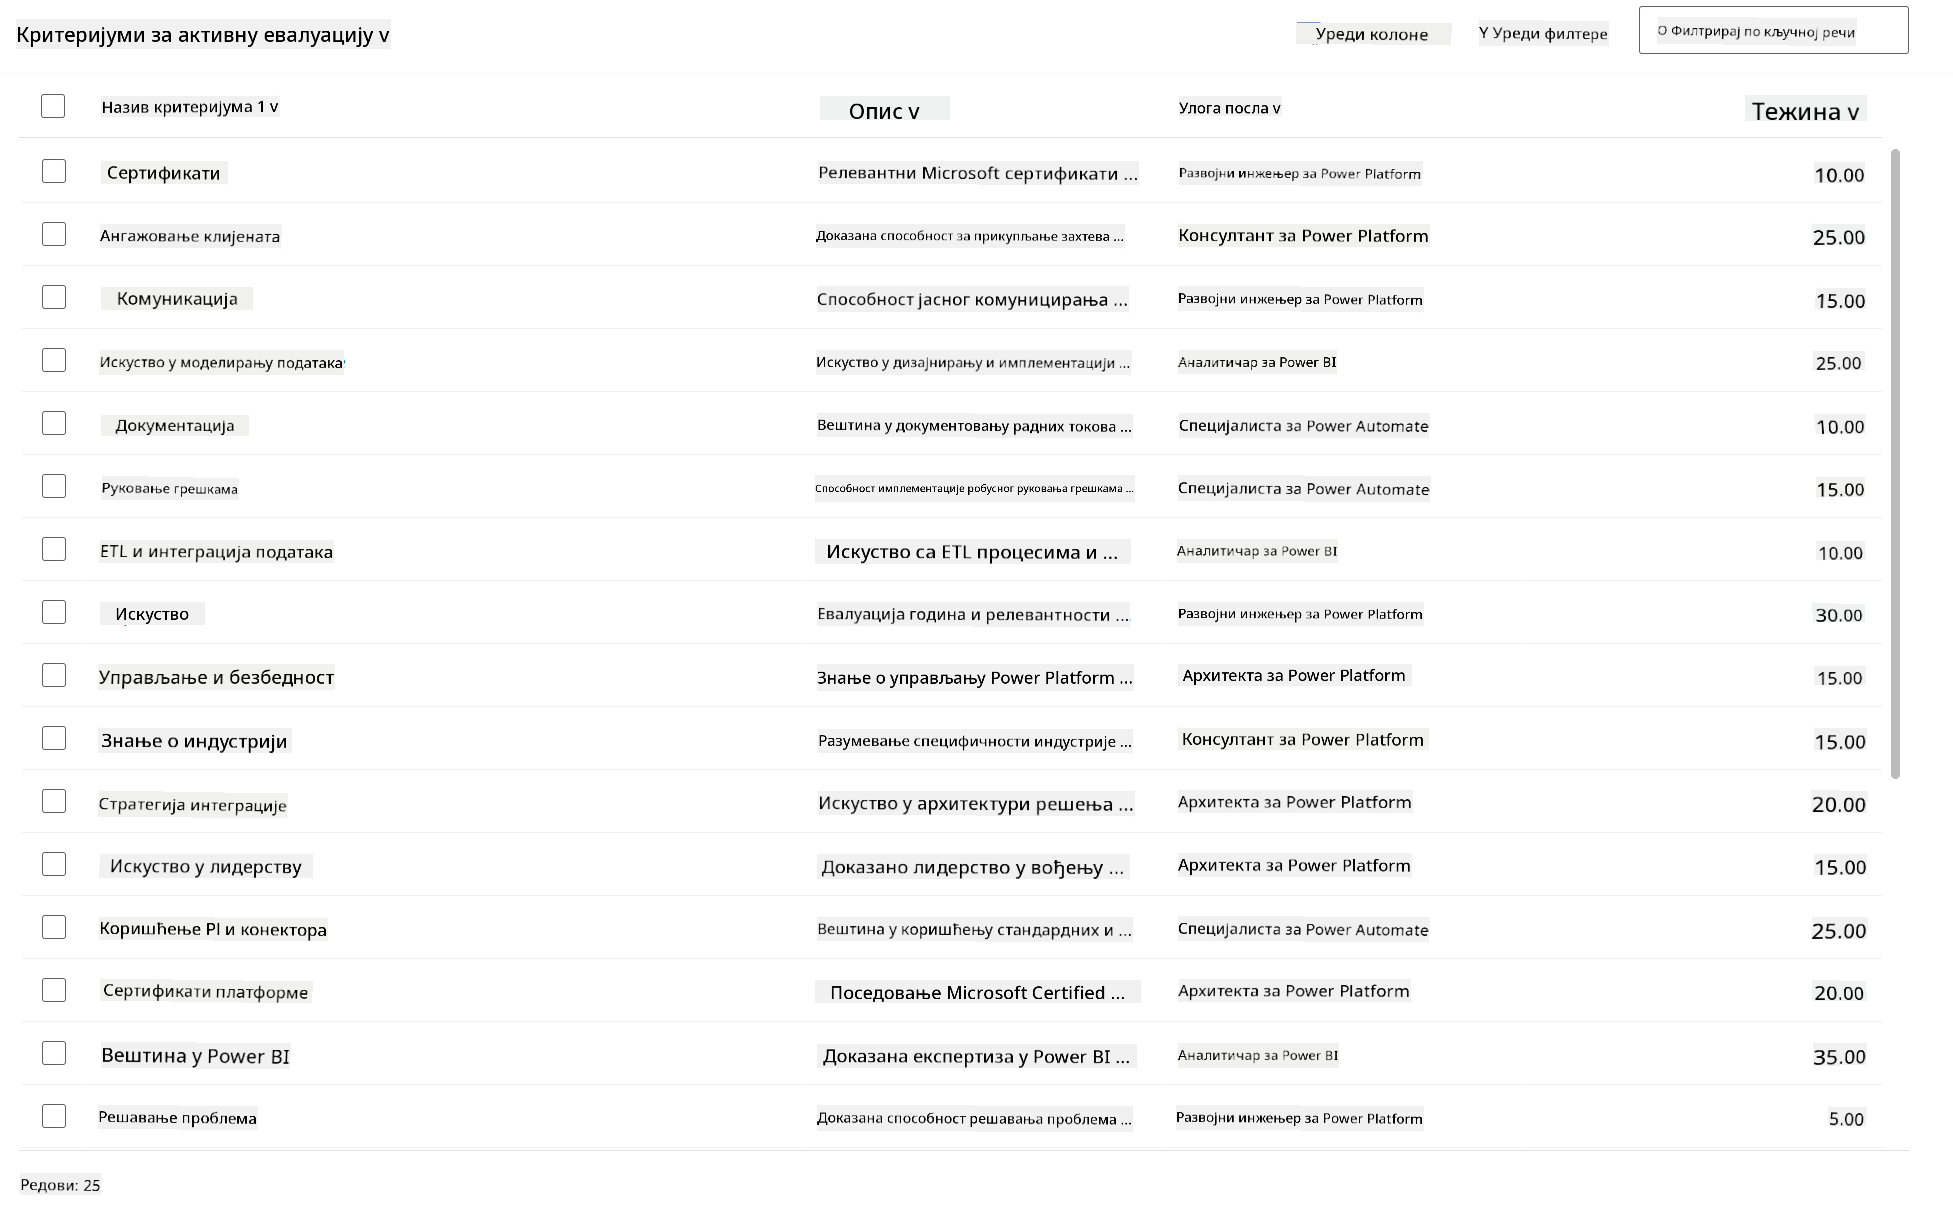 Критеријуми за активну евалуацију v
Уреди колоне
Y Уреди филтере
О Филтрирај по кључној речи
Назив критеријума 1 v
Опис v
Улога посла v
Тежина v
Сертификати
Релевантни Microsoft сертификати ...
Развојни инжењер за Power Platform
10.00
Ангажовање клијената
Доказана способност за прикупљање захтева ...
Консултант за Power Platform
25.00
Комуникација
Способност јасног комуницирања ...
Развојни инжењер за Power Platform
15.00
Искуство у моделирању података
Искуство у дизајнирању и имплементацији ...
Аналитичар за Power BI
25.00
Документација
Вештина у документовању радних токова ...
Специјалиста за Power Automate
10.00
Руковање грешкама
Способност имплементације робусног руковања грешкама ...
Специјалиста за Power Automate
15.00
ETL и интеграција података
Искуство са ETL процесима и ...
Аналитичар за Power BI
10.00
Искуство
Евалуација година и релевантности ...
Развојни инжењер за Power Platform
30.00
Управљање и безбедност
Знање о управљању Power Platform ...
Архитекта за Power Platform
15.00
Знање о индустрији
Разумевање специфичности индустрије ...
Консултант за Power Platform
15.00
Стратегија интеграције
Искуство у архитектури решења ...
Архитекта за Power Platform
20.00
Искуство у лидерству
Доказано лидерство у вођењу ...
Архитекта за Power Platform
15.00
Коришћење PI и конектора
Вештина у коришћењу стандардних и ...
Специјалиста за Power Automate
25.00
Сертификати платформе
Поседовање Microsoft Certified ...
Архитекта за Power Platform
20.00
Вештина у Power BI
Доказана експертиза у Power BI ...
Аналитичар за Power BI
35.00
Решавање проблема
Доказана способност решавања проблема ...
Развојни инжењер за Power Platform
5.00
Редови: 25